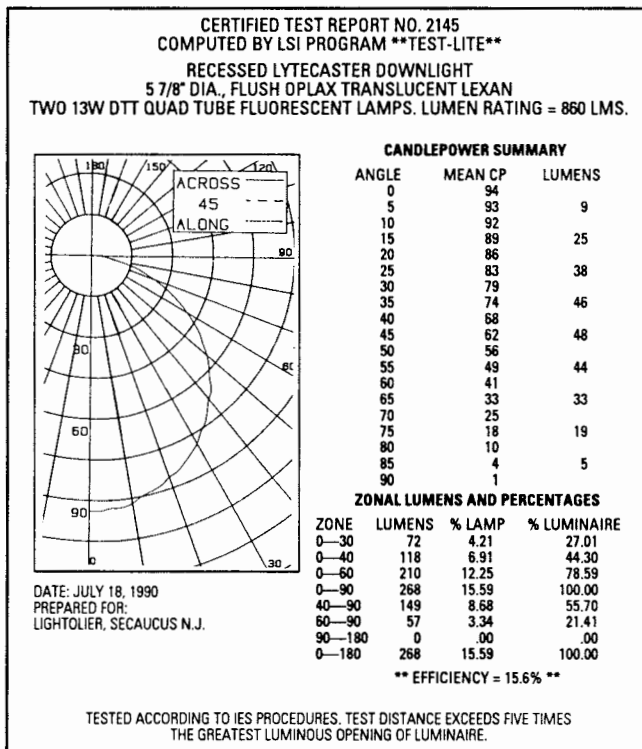 CERTIFIED TEST REPORT NO. 2145
COMPUTED BY LSI PROGRAM **TEST-LITE**
RECESSED LYTECASTER DOWNLIGHT
5 7/8" DIA., FLUSH OPLAX TRANSLUCENT LEXAN
TWO 13W DTT QUAD TUBE FLUORESCENT LAMPS. LUMEN RATING = 860 LMS.
180 150 120
ACROSS
45
ALONG
90
30
60
60
90
0 30
DATE: JULY 18, 1990
PREPARED FOR:
LIGHTOLIER, SECAUCUS N.J.
CANDLEPOWER SUMMARY
ANGLE MEAN CP LUMENS
0 94
5 93 9
10 92
15 89 25
20 86
25 83 38
30 79
35 74 46
40 68
45 62 48
50 56
55 49 44
60 41
65 33 33
70 25
75 18 19
80 10
85 4 5
90 1
ZONAL LUMENS AND PERCENTAGES
ZONE LUMENS % LAMP % LUMINAIRE
0—30 72 4.21 27.01
0—40 118 6.91 44.30
0—60 210 12.25 78.59
0—90 268 15.59 100.00
40—90 149 8.68 55.70
60—90 57 3.34 21.41
90—180 0 .00 .00
0—180 268 15.59 100.00
** EFFICIENCY = 15.6% **
TESTED ACCORDING TO IES PROCEDURES. TEST DISTANCE EXCEEDS FIVE TIMES
THE GREATEST LUMINOUS OPENING OF LUMINAIRE.